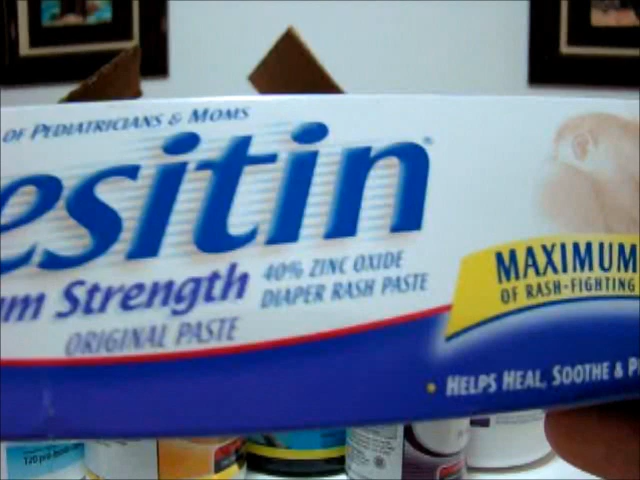 OF PEDIATRICIANS & MOMS
esitin
um Strength
40% ZINC OXIDE
DIAPER RASH PASTE
ORIGINAL PASTE
MAXIMUM
OF RASH-FIGHTING
• HELPS HEAL, SOOTHE & P